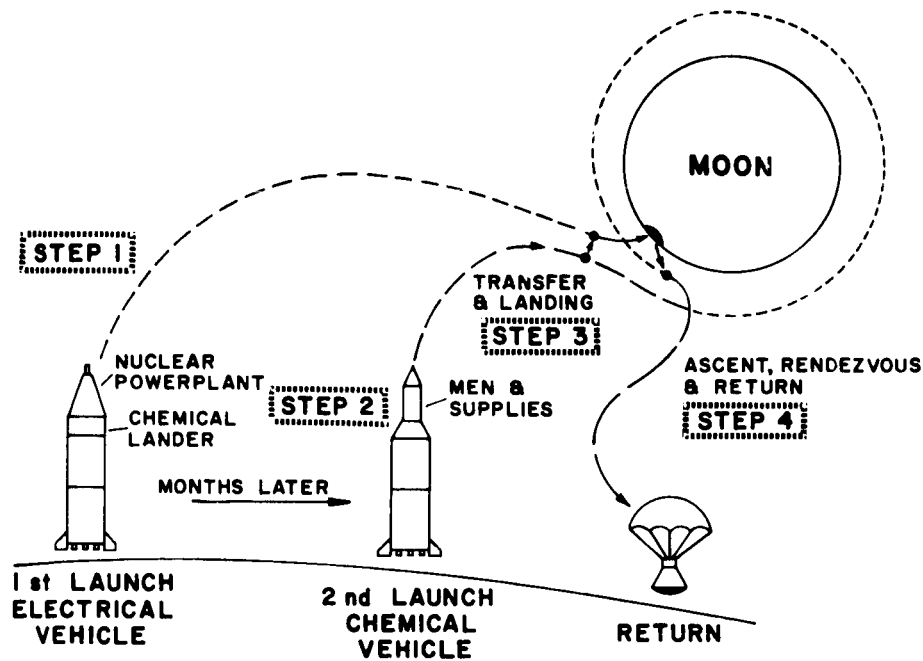 MOON
STEP 1
TRANSFER
& LANDING
STEP 3
NUCLEAR
POWERPLANT
CHEMICAL
LANDER
STEP 2
MEN &
SUPPLIES
ASCENT, RENDEZVOUS
& RETURN
STEP 4
MONTHS LATER
1st LAUNCH
ELECTRICAL
VEHICLE
2nd LAUNCH
CHEMICAL
VEHICLE
RETURN